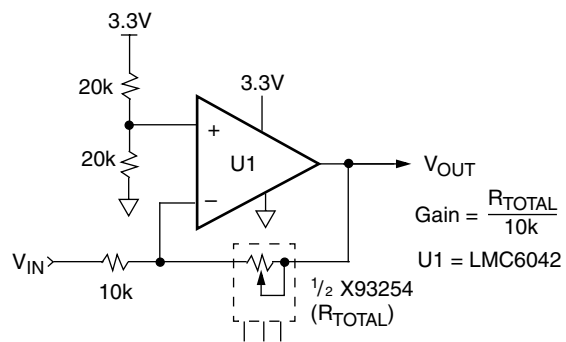 3.3V
20k
3.3V
+
20k
U1
−
VOUT
Gain = RTOTAL
10k
VIN
10k
1/2 X93254
(RTOTAL)
U1 = LMC6042